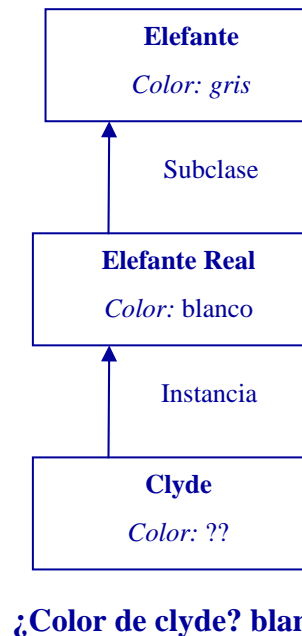 Elefante
Color: gris
Subclase
Elefante Real
Color: blanco
Instancia
Clyde
Color: ??
¿Color de clyde?